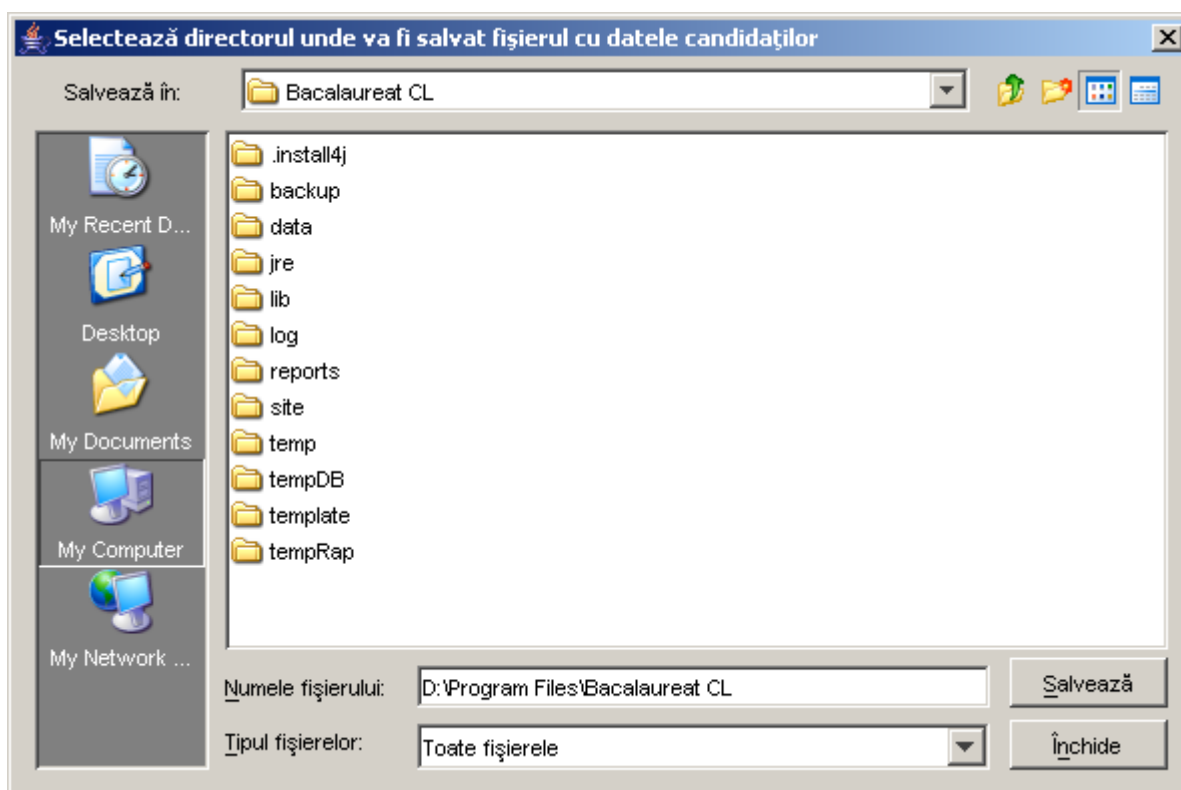 Selectează directorul unde va fi salvat fişierul cu datele candidaţilor
Salvează în:
Bacalaureat CL
My Recent D...
Desktop
My Documents
My Computer
My Network ...
.install4j
backup
data
jre
lib
log
reports
site
temp
tempDB
template
tempRap
Numele fişierului:
D:\Program Files\Bacalaureat CL
Salvează
Tipul fişierelor:
Toate fişierele
Închide